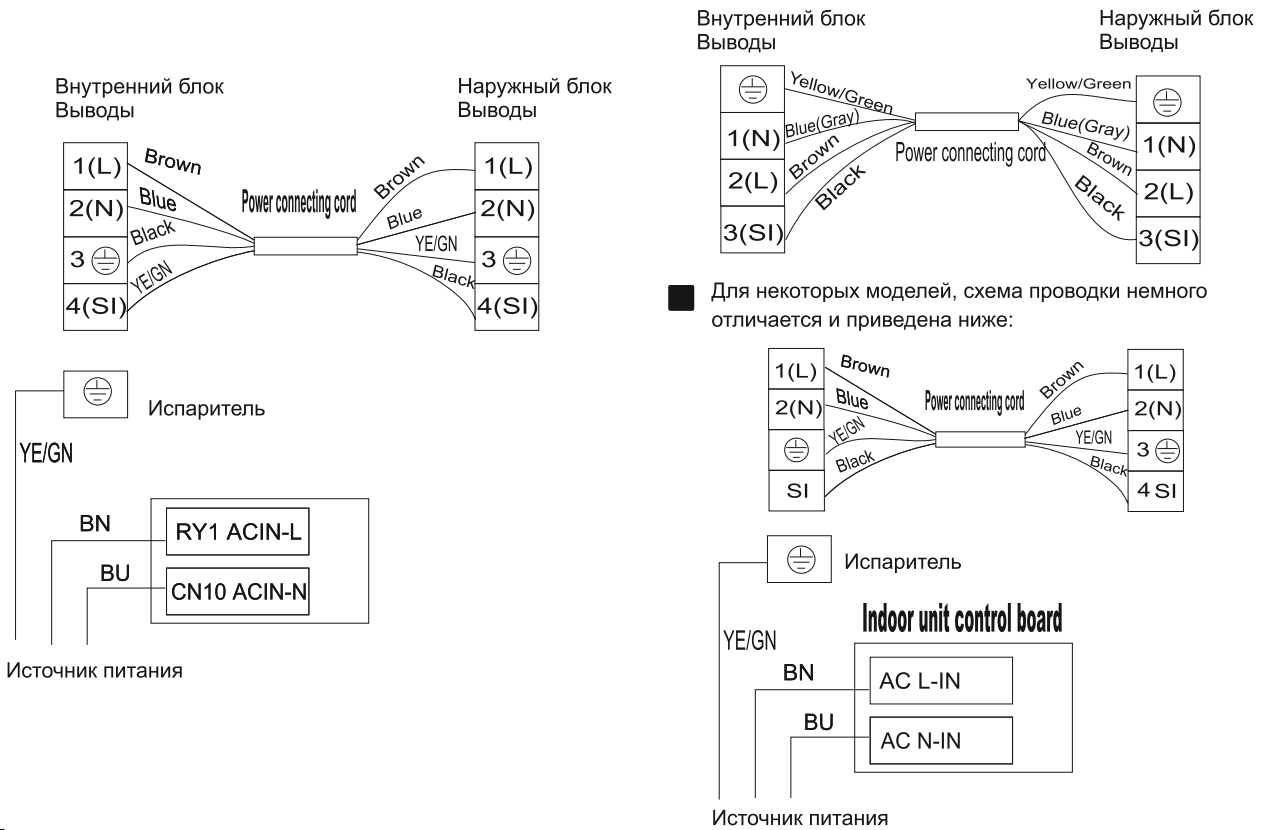 Внутренний блок
Выводы
Наружный блок
Выводы
1(L)
2(N)
3
4(SI)
Brown
Blue
Black
YE/GN
Power connecting cord
Brown
Blue
YE/GN
Black
1(L)
2(N)
3
4(SI)
Испаритель
YE/GN
BN
RY1 ACIN-L
BU
CN10 ACIN-N
Источник питания
Внутренний блок
Выводы
Наружный блок
Выводы
1(N)
2(L)
3(SI)
Yellow/Green
Blue(Gray)
Brown
Black
Power connecting cord
Yellow/Green
Blue(Gray)
Brown
Black
1(N)
2(L)
3(SI)
Для некоторых моделей, схема проводки немного
отличается и приведена ниже:
1(L)
2(N)
SI
Brown
Blue
YE/GN
Black
Power connecting cord
Brown
Blue
YE/GN
Black
1(L)
2(N)
3
4 SI
Испаритель
Indoor unit control board
YE/GN
BN
AC L-IN
BU
AC N-IN
Источник питания